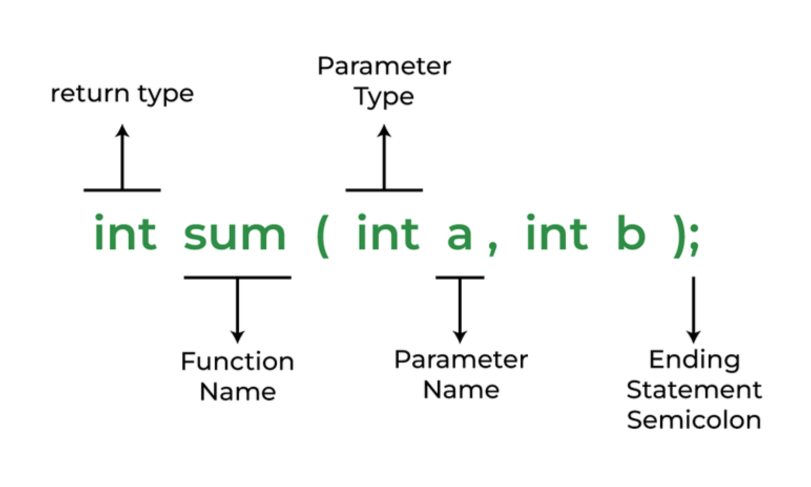 return type
Parameter
Type
int sum ( int a , int b );
Function
Name
Parameter
Name
Ending
Statement
Semicolon